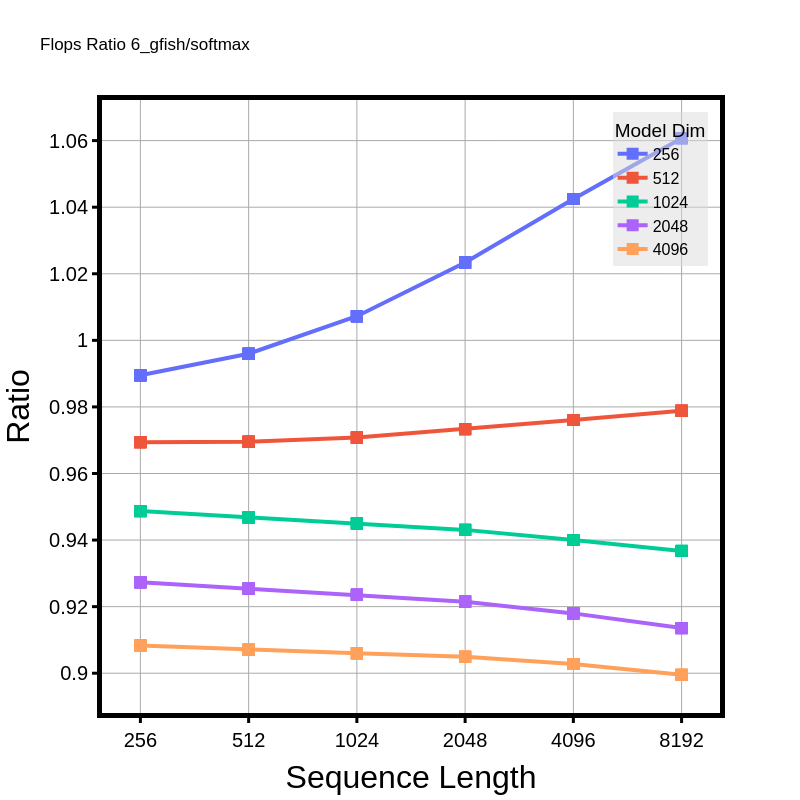 Flops Ratio 6_gfish/softmax
Model Dim
256
512
1024
2048
4096
1.06
1.04
1.02
1
0.98
0.96
0.94
0.92
0.9
Ratio
256 512 1024 2048 4096 8192
Sequence Length